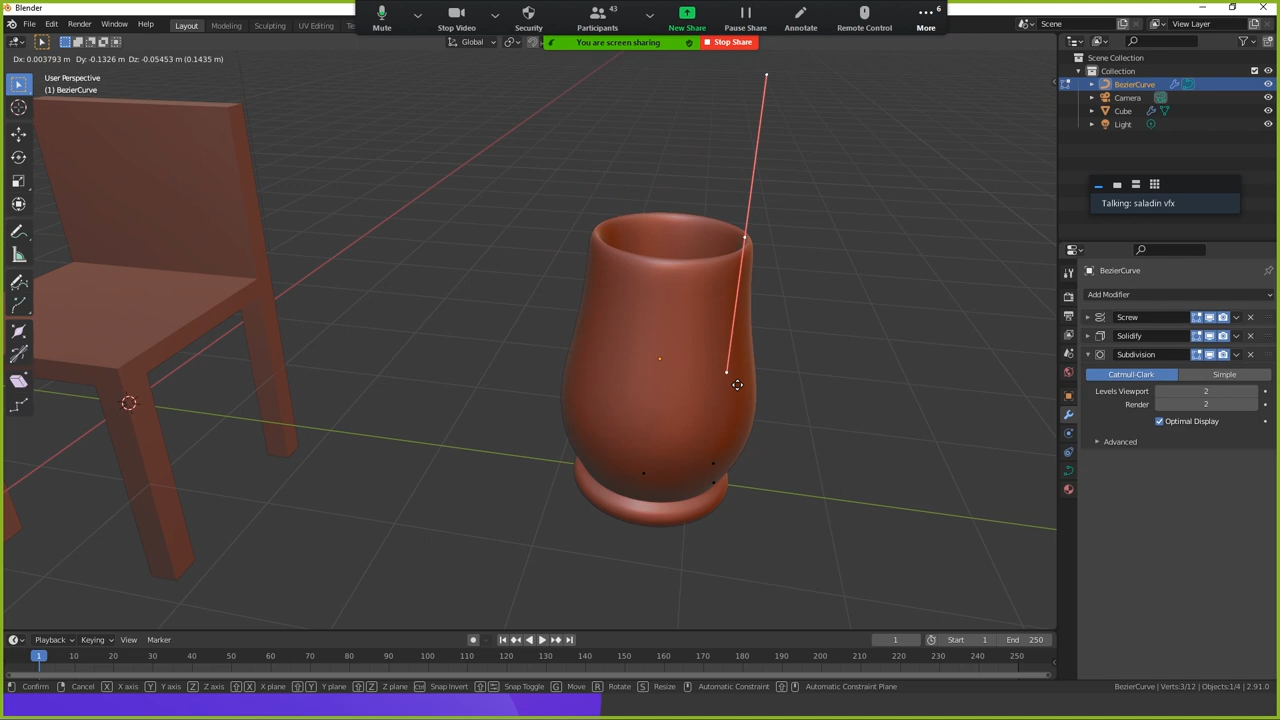 Blender
43
6
Mute
Stop Video
Security
Participants
New Share
Pause Share
Annotate
Remote Control
More
File Edit Render Window Help
Layout Modeling Sculpting UV Editing
Scene
View Layer
Global
You are screen sharing
Stop Share
Dx: 0.003793 m Dy: -0.1326 m Dz: -0.05453 m (0.1435 m)
User Perspective
(1) BezierCurve
Scene Collection
Collection
BezierCurve
Camera
Cube
Light
Talking: saladin vfx
BezierCurve
Add Modifier
Screw
Solidify
Subdivision
Catmull-Clark
Simple
Levels Viewport 2
Render 2
Optimal Display
Advanced
Playback Keying View Marker
1
Start 1
End 250
1 10 20 30 40 50 60 70 80 90 100 110 120 130 140 150 160 170 180 190 200 210 220 230 240 250
Confirm Cancel X X axis Y Y axis Z Z axis X X plane Y Y plane Z Z plane Ctrl Snap Invert Snap Toggle G Move R Rotate S Resize Automatic Constraint Automatic Constraint Plane
BezierCurve | Verts:3/12 | Objects:1/4 | 2.91.0